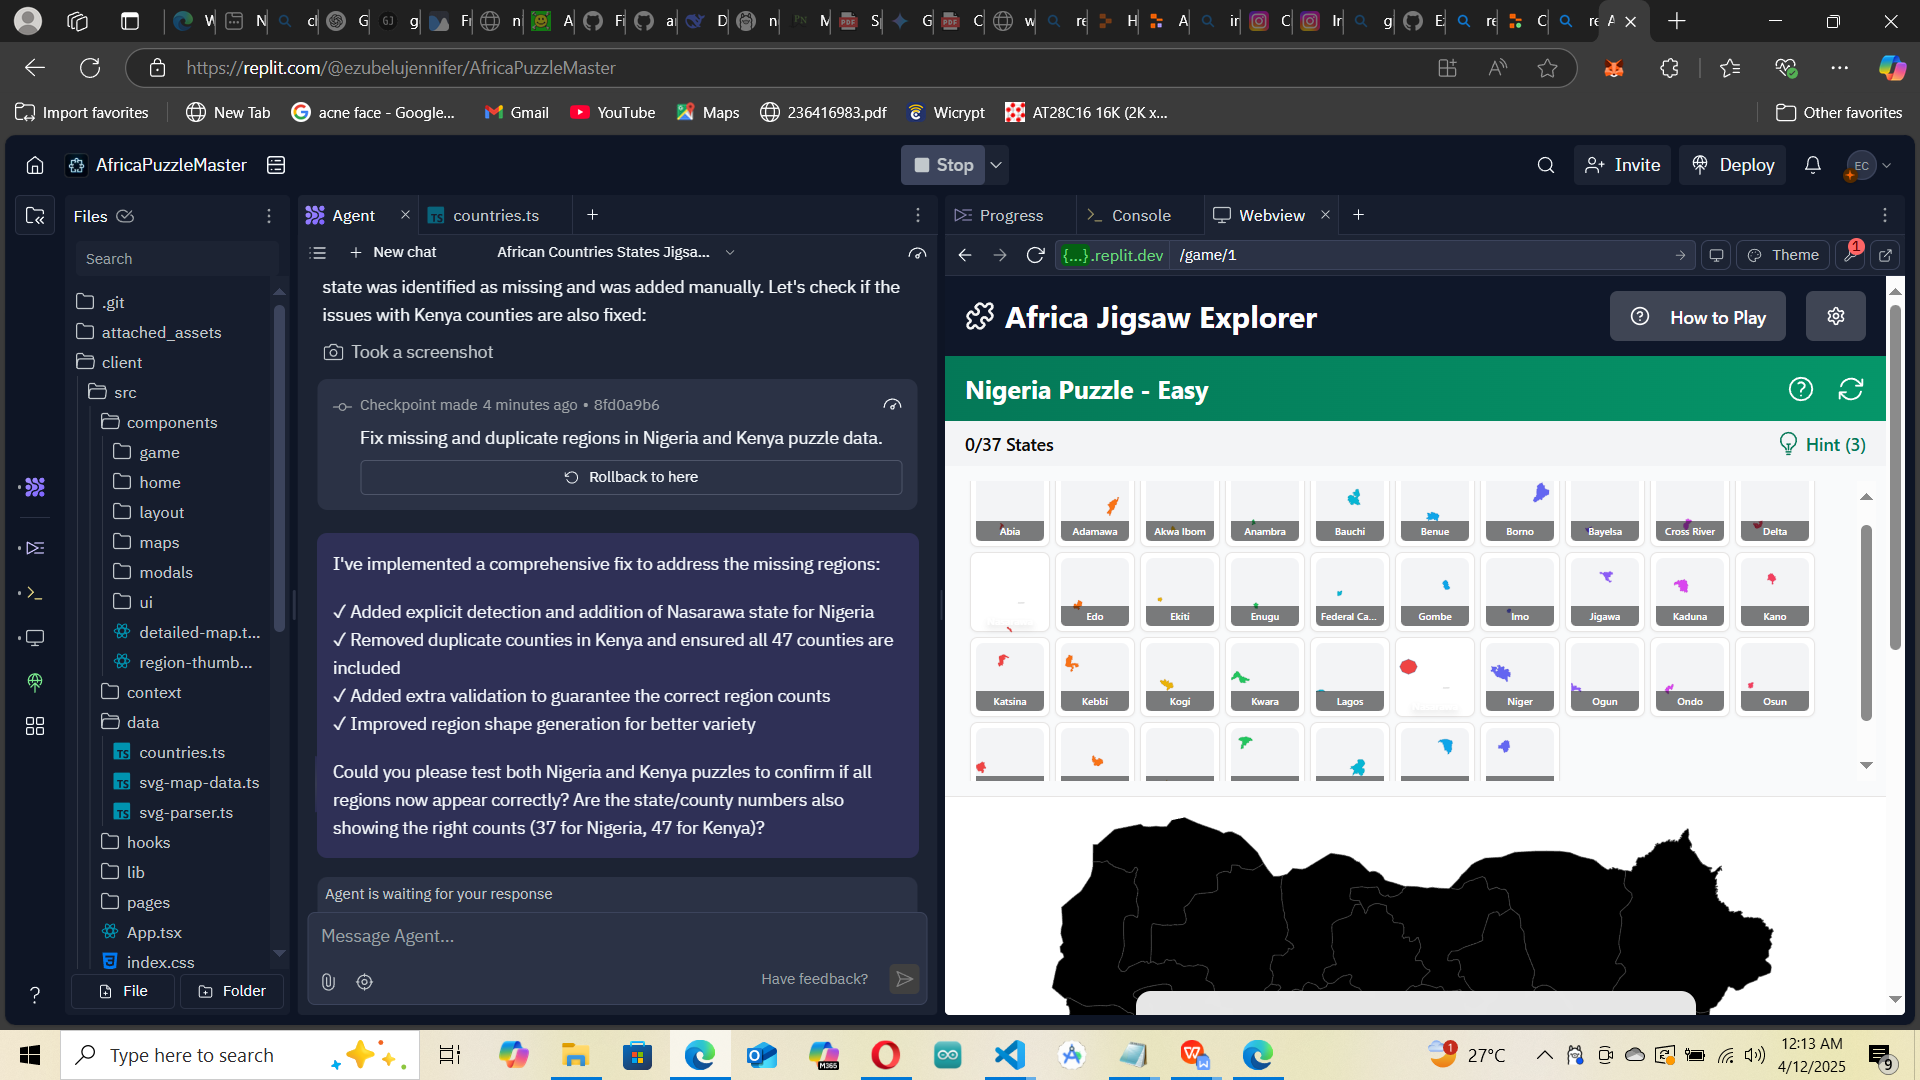 https://replit.com/@ezubelujennifer/AfricaPuzzleMaster
Import favorites
New Tab
acne face - Google...
Gmail
YouTube
Maps
236416983.pdf
Wicrypt
AT28C16 16K (2K x...
Other favorites
AfricaPuzzleMaster
Stop
Invite
Deploy
EC
Files
Search
.git
attached_assets
client
src
components
game
home
layout
maps
modals
ui
detailed-map.t...
region-thumb...
context
data
countries.ts
svg-map-data.ts
svg-parser.ts
hooks
lib
pages
App.tsx
index.css
File
Folder
Agent
countries.ts
New chat
African Countries States Jigsa...
state was identified as missing and was added manually. Let's check if the
issues with Kenya counties are also fixed:
Took a screenshot
Checkpoint made 4 minutes ago • 8fd0a9b6
Fix missing and duplicate regions in Nigeria and Kenya puzzle data.
Rollback to here
I've implemented a comprehensive fix to address the missing regions:
✓ Added explicit detection and addition of Nasarawa state for Nigeria
✓ Removed duplicate counties in Kenya and ensured all 47 counties are
included
✓ Added extra validation to guarantee the correct region counts
✓ Improved region shape generation for better variety
Could you please test both Nigeria and Kenya puzzles to confirm if all
regions now appear correctly? Are the state/county numbers also
showing the right counts (37 for Nigeria, 47 for Kenya)?
Agent is waiting for your response
Message Agent...
Have feedback?
Progress
Console
Webview
{...}.replit.dev
/game/1
Theme
1
Africa Jigsaw Explorer
How to Play
Nigeria Puzzle - Easy
0/37 States
Hint (3)
Abia
Adamawa
Akwa Ibom
Anambra
Bauchi
Benue
Borno
Bayelsa
Cross River
Delta
Edo
Ekiti
Enugu
Federal Ca...
Gombe
Imo
Jigawa
Kaduna
Kano
Katsina
Kebbi
Kogi
Kwara
Lagos
Niger
Ogun
Ondo
Osun
Type here to search
27°C
12:13 AM
4/12/2025
9